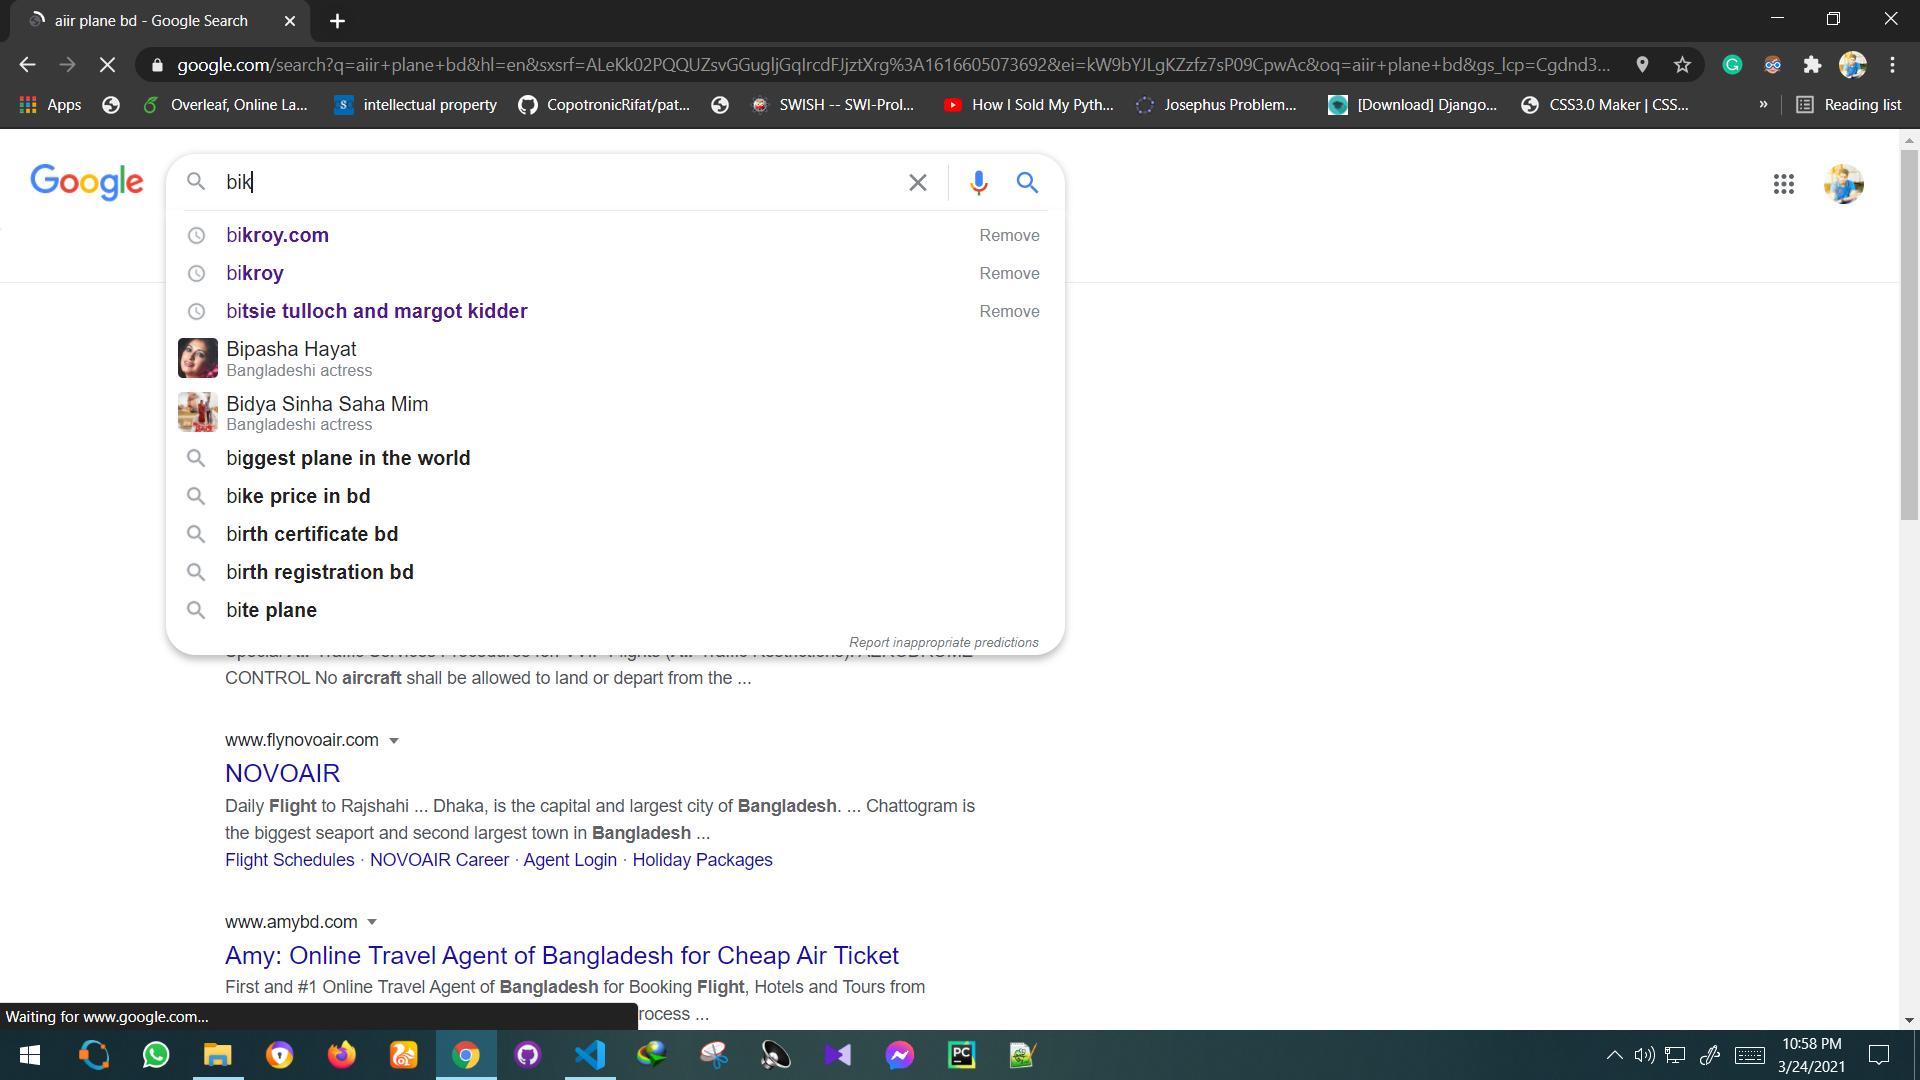 aiir plane bd - Google Search
google.com/search?q=aiir+plane+bd&hl=en&sxsrf=ALeKk02PQQUZsvGGugIjGqIrcdFJjztXrg%3A1616605073692&ei=kW9bYJLgKZzfz7sP09CpwAc&oq=aiir+plane+bd&gs_lcp=Cgdnd3...
Apps Overleaf, Online La... intellectual property CopotronicRifat/pat... SWISH -- SWI-Prol... How I Sold My Pyth... Josephus Problem... [Download] Django... CSS3.0 Maker | CSS... » Reading list
Google bik
bikroy.com Remove
bikroy Remove
bitsie tulloch and margot kidder Remove
Bipasha Hayat
Bangladeshi actress
Bidya Sinha Saha Mim
Bangladeshi actress
biggest plane in the world
bike price in bd
birth certificate bd
birth registration bd
bite plane
Report inappropriate predictions
CONTROL No aircraft shall be allowed to land or depart from the ...
www.flynovoair.com
NOVOAIR
Daily Flight to Rajshahi ... Dhaka, is the capital and largest city of Bangladesh. ... Chattogram is
the biggest seaport and second largest town in Bangladesh ...
Flight Schedules · NOVOAIR Career · Agent Login · Holiday Packages
www.amybd.com
Amy: Online Travel Agent of Bangladesh for Cheap Air Ticket
First and #1 Online Travel Agent of Bangladesh for Booking Flight, Hotels and Tours from
rocess ...
Waiting for www.google.com...
10:58 PM
3/24/2021